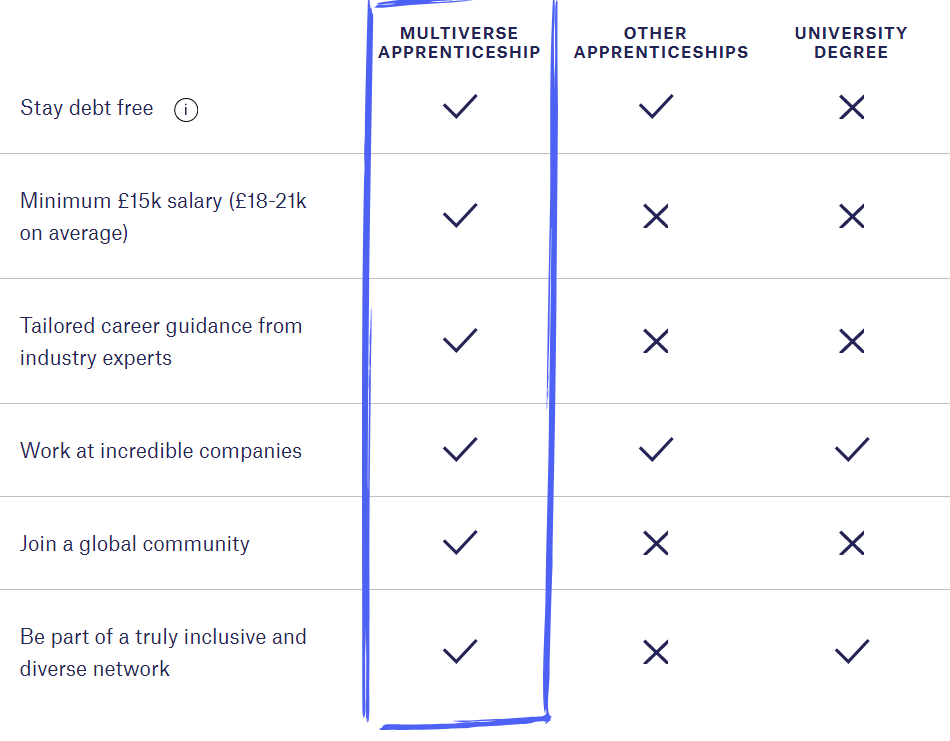 MULTIVERSE
APPRENTICESHIP
OTHER
APPRENTICESHIPS
UNIVERSITY
DEGREE
Stay debt free i
Minimum £15k salary (£18-21k
on average)
Tailored career guidance from
industry experts
Work at incredible companies
Join a global community
Be part of a truly inclusive and
diverse network